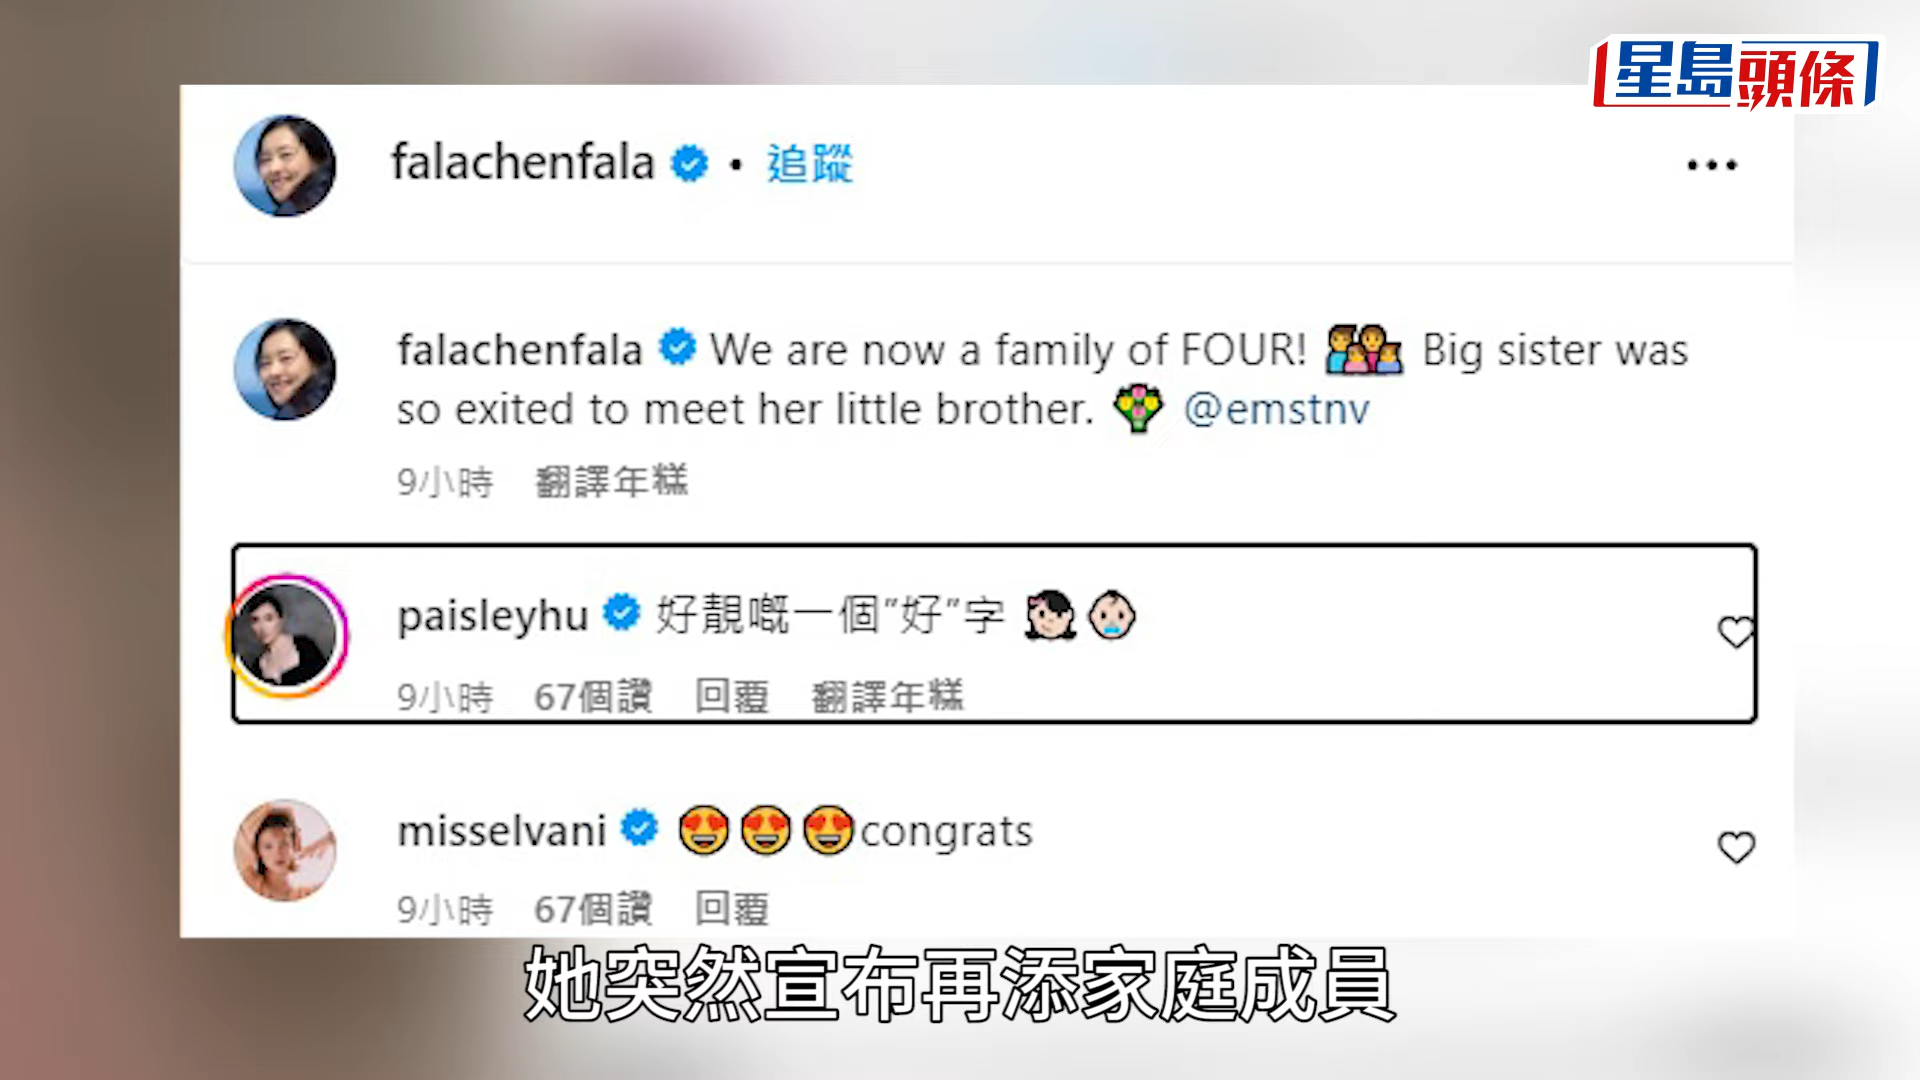 星島頭條
falachenfala • 追蹤
falachenfala We are now a family of FOUR! 👨‍👩‍👧‍👦 Big sister was
so exited to meet her little brother. 💐 @emstnv
9小時 翻譯年糕
paisleyhu 好靚嘅一個"好"字 👧🏻👶🏻
9小時 67個讚 回覆 翻譯年糕
misselvani 😍😍😍congrats
9小時 67個讚 回覆
她突然宣布再添家庭成員